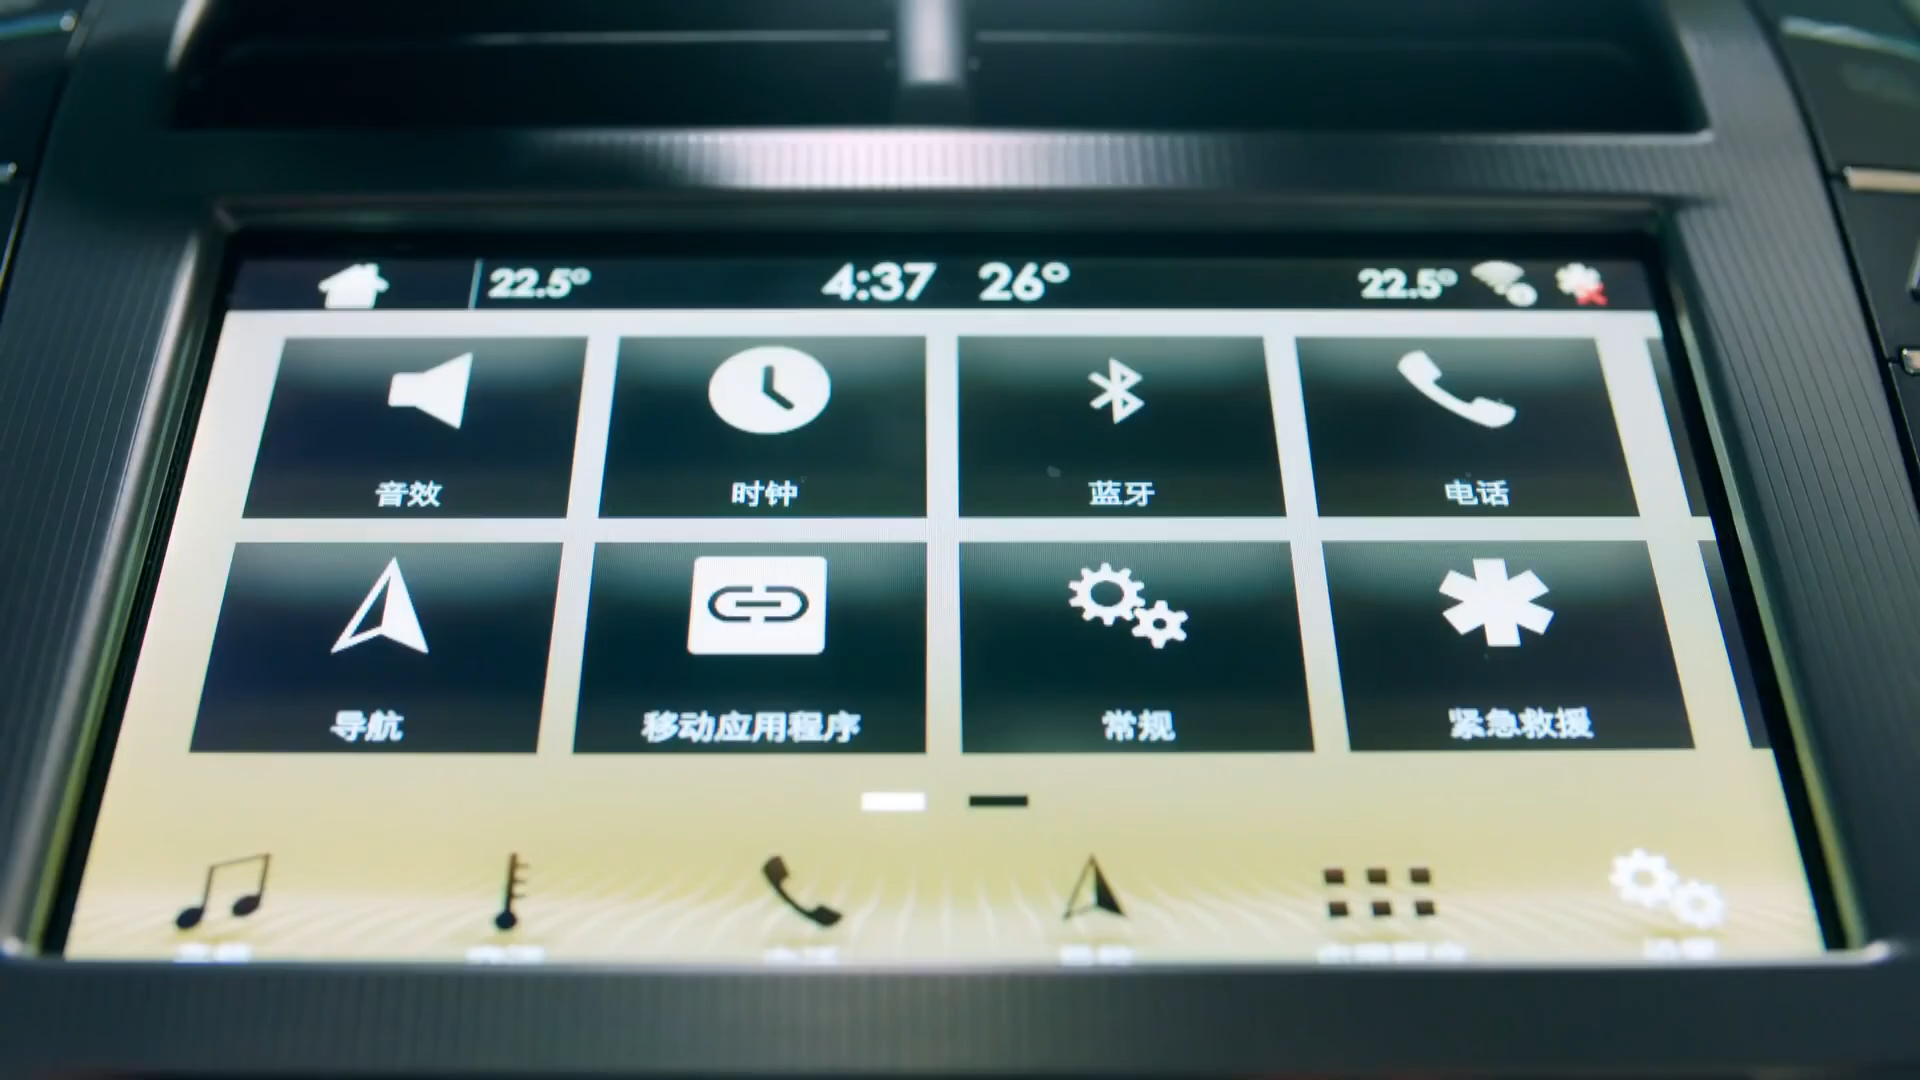 22.5° 4:37 26° 22.5°
音效 时钟 蓝牙 电话
导航 移动应用程序 常规 紧急救援